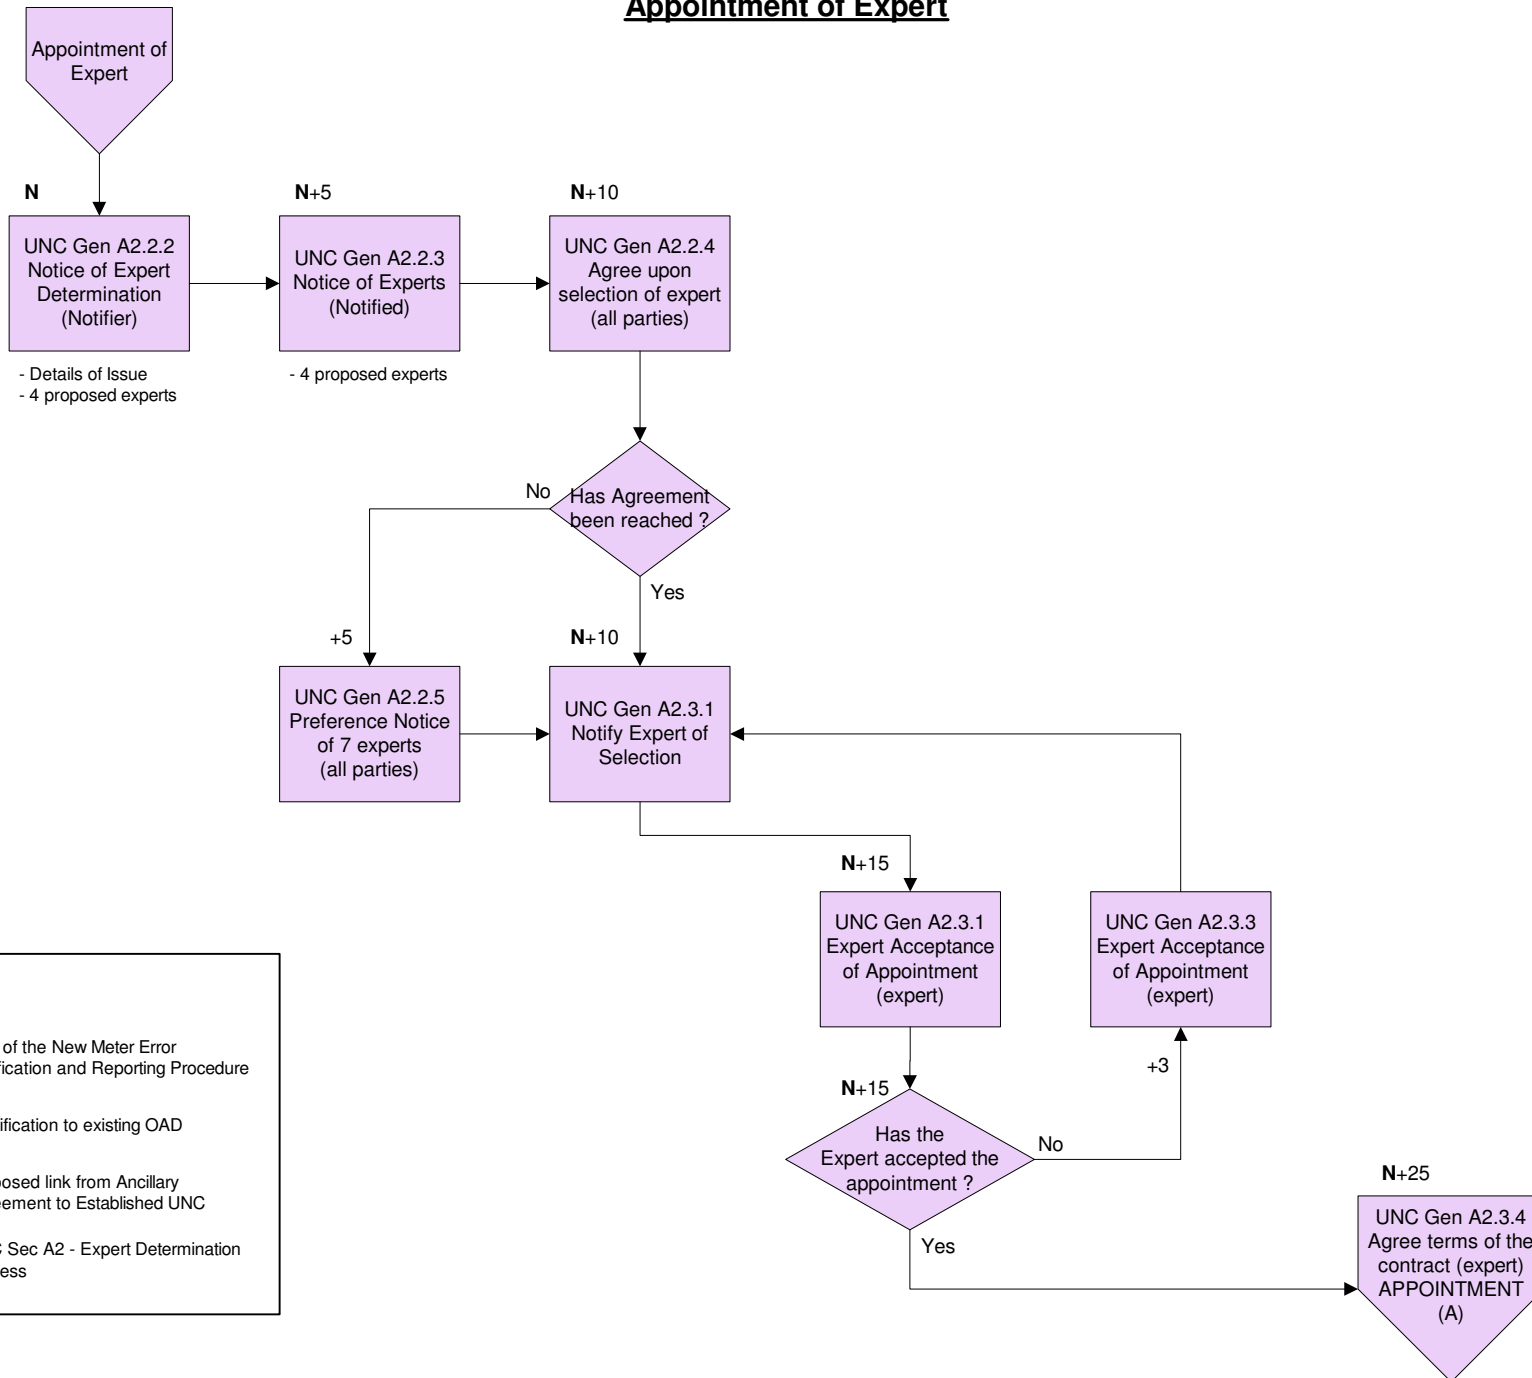 Appointment of Expert
Appointment of
Expert
N
N+5
N+10
UNC Gen A2.2.2
Notice of Expert
Determination
(Notifier)
UNC Gen A2.2.3
Notice of Experts
(Notified)
UNC Gen A2.2.4
Agree upon
selection of expert
(all parties)
- Details of Issue
- 4 proposed experts
- 4 proposed experts
No
Has Agreement
been reached ?
Yes
+5
N+10
UNC Gen A2.2.5
Preference Notice
of 7 experts
(all parties)
UNC Gen A2.3.1
Notify Expert of
Selection
N+15
UNC Gen A2.3.1
Expert Acceptance
of Appointment
(expert)
UNC Gen A2.3.3
Expert Acceptance
of Appointment
(expert)
+3
N+15
Has the
Expert accepted the
appointment ?
No
Yes
N+25
UNC Gen A2.3.4
Agree terms of the
contract (expert)
APPOINTMENT
(A)
of the New Meter Error
fication and Reporting Procedure
ification to existing OAD
posed link from Ancillary
eement to Established UNC
Sec A2 - Expert Determination
ess